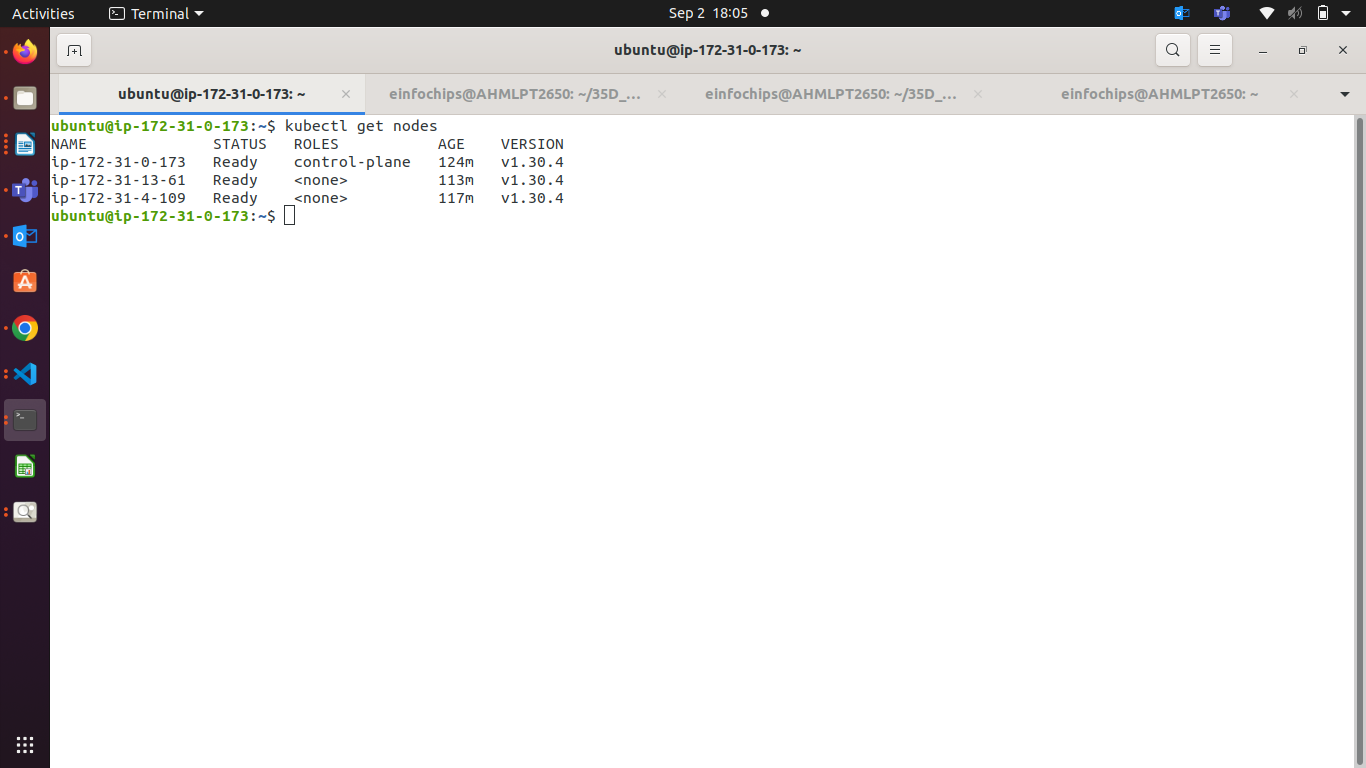 Activities Terminal Sep 2 18:05
ubuntu@ip-172-31-0-173: ~
ubuntu@ip-172-31-0-173: ~ einfochips@AHMLPT2650: ~/35D_... einfochips@AHMLPT2650: ~/35D_... einfochips@AHMLPT2650: ~
ubuntu@ip-172-31-0-173:~$ kubectl get nodes
NAME STATUS ROLES AGE VERSION
ip-172-31-0-173 Ready control-plane 124m v1.30.4
ip-172-31-13-61 Ready <none> 113m v1.30.4
ip-172-31-4-109 Ready <none> 117m v1.30.4
ubuntu@ip-172-31-0-173:~$